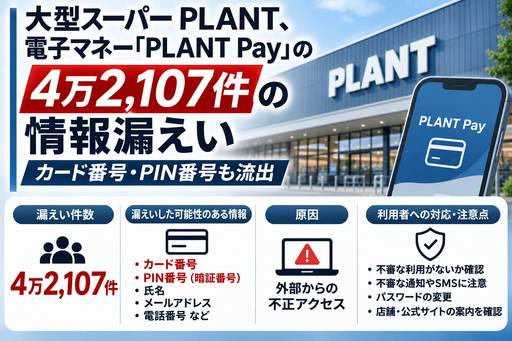 大型スーパー PLANT、
電子マネー「PLANT Pay」の
4万2,107件の
情報漏えい
カード番号・PIN番号も流出
PLANT
PLANT Pay
漏えい件数
4万2,107件
漏えいした可能性のある情報
・カード番号
・PIN番号（暗証番号）
・氏名
・メールアドレス
・電話番号 など
原因
外部からの
不正アクセス
利用者への対応・注意点
・不審な利用がないか確認
・不審な通知やSMSに注意
・パスワードの変更
・店舗・公式サイトの案内を確認